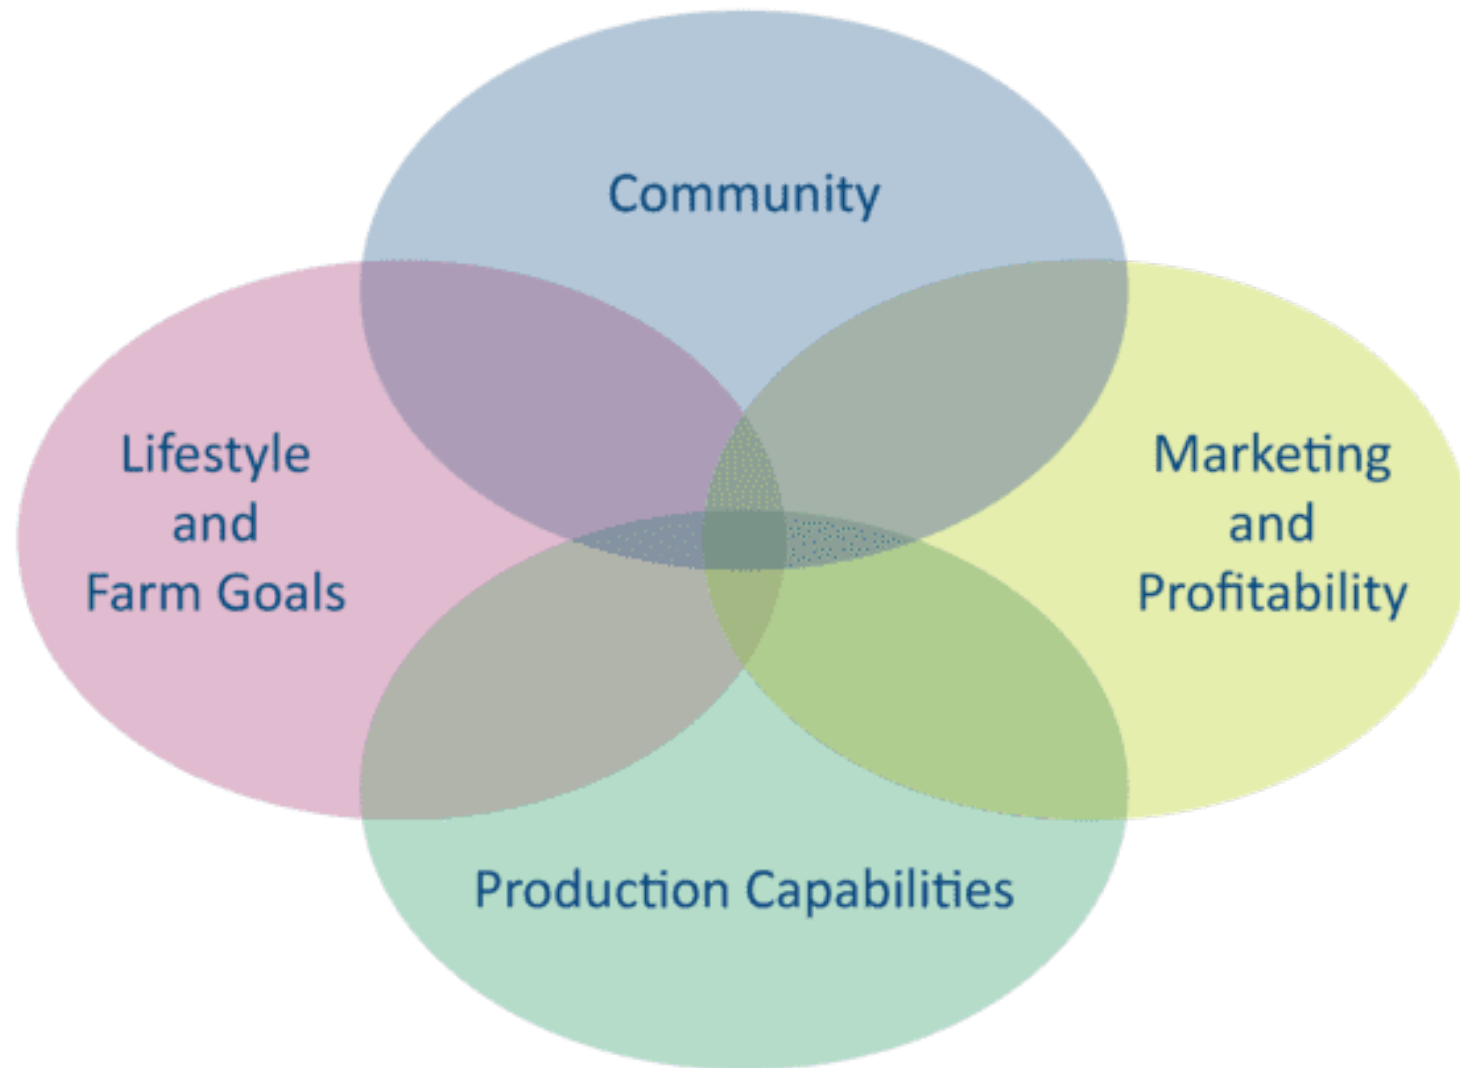 Community
Lifestyle
and
Farm Goals
Marketing
and
Profitability
Production Capabilities